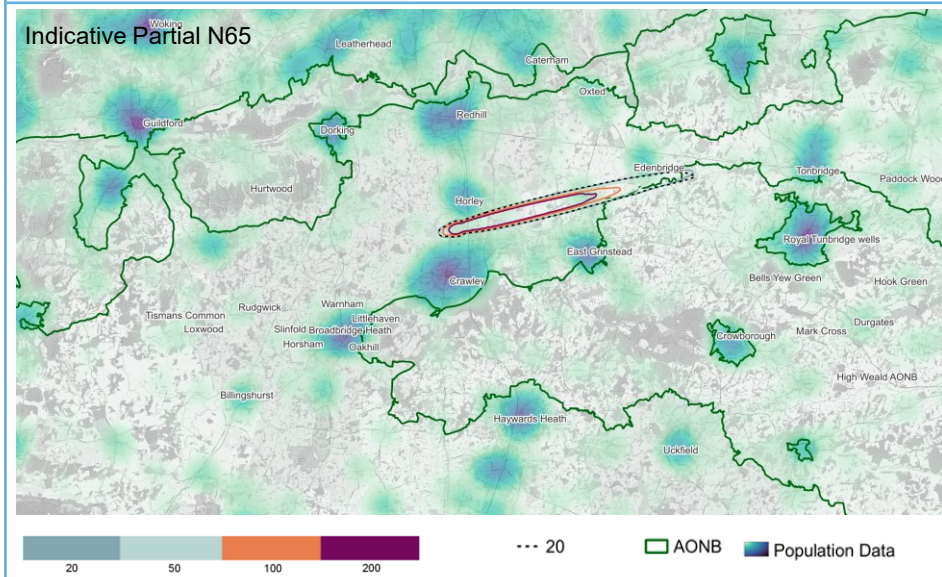 Indicative Partial N65
Woking
Leatherhead
Caterham
Oxted
Guildford
Redhill
Dorking
Edenbridge
Tonbridge
Paddock Wood
Hurtwood
Horley
Royal Tunbridge wells
East Grinstead
Crawley
Bells Yew Green
Hook Green
Warnham
Rudgwick
Tismans Common
Littlehaven
Loxwood
Slinfold Broadbridge Heath
Durgates
Mark Cross
Crowborough
Horsham
Oakhill
High Weald AONB
Billingshurst
Haywards Heath
Uckfield
20 50 100 200
--- 20 AONB Population Data